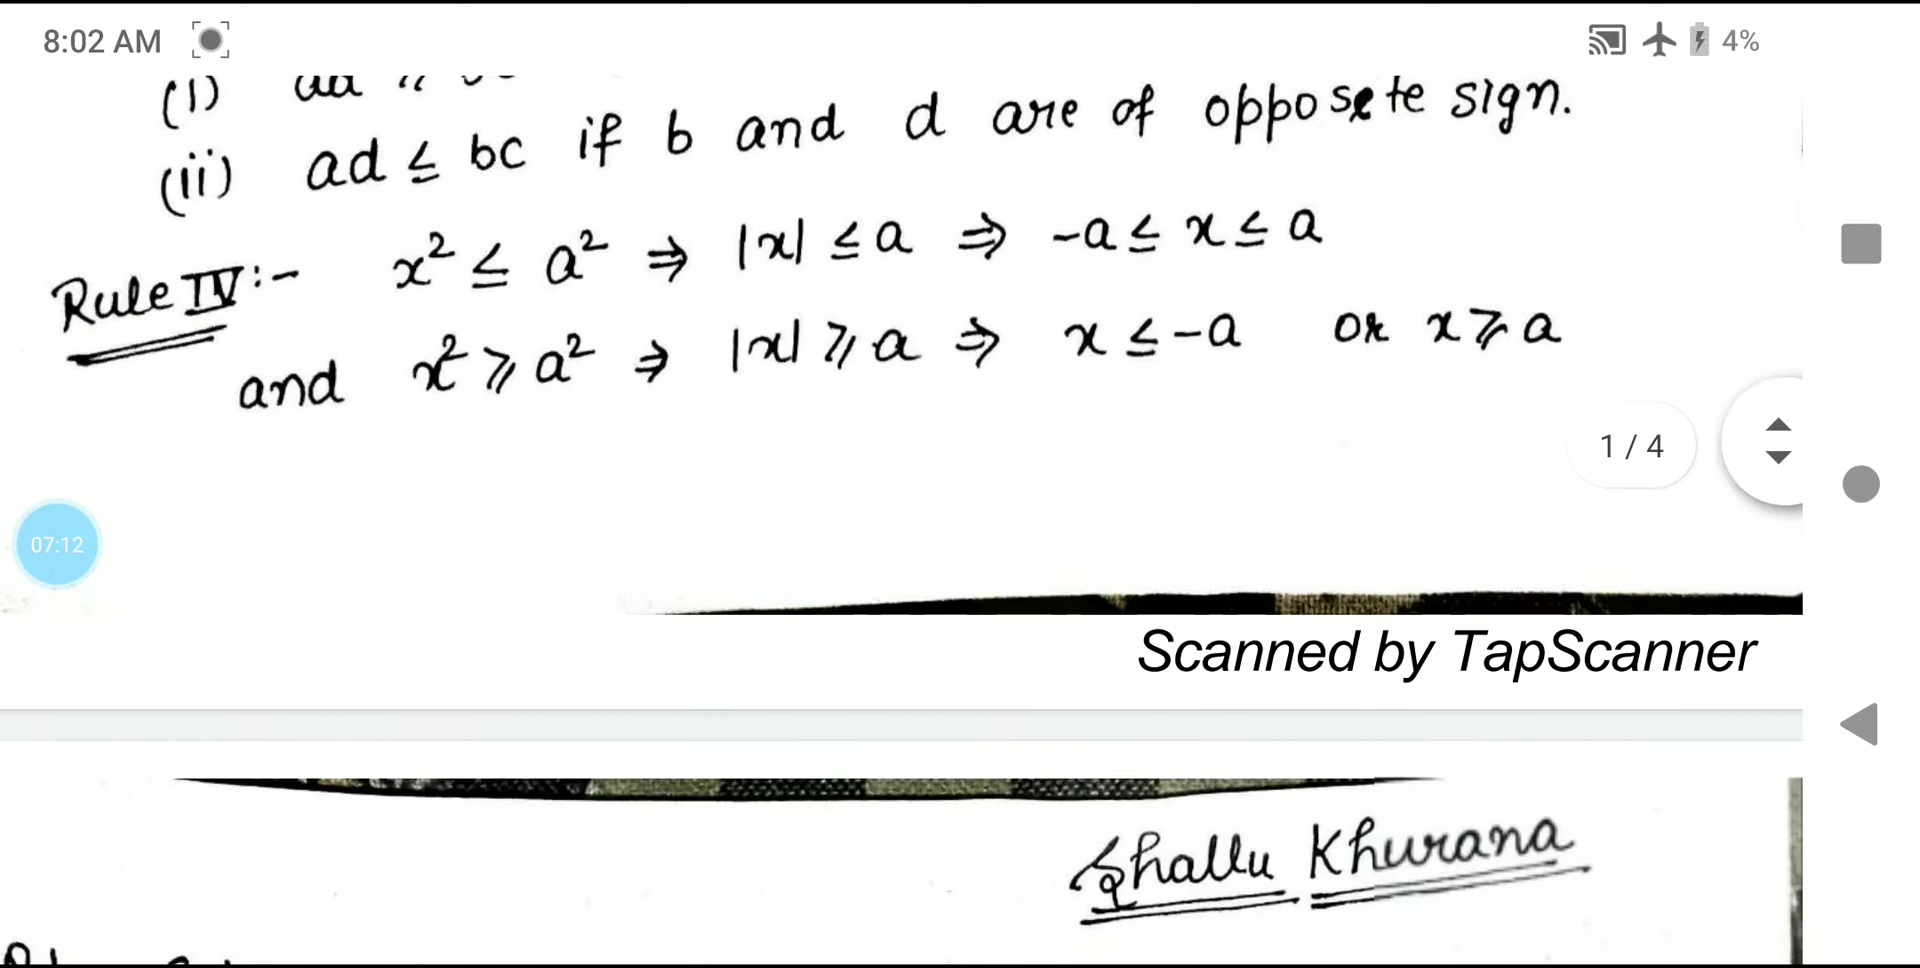 8:02 AM
4%
(i)
(ii) ad ≤ bc if b and d are of opposete sign.
Rule IV:- x² ≤ a² ⇒ |x| ≤ a ⇒ -a ≤ x ≤ a
and x² ⩾ a² ⇒ |x| ⩾ a ⇒ x ≤ -a or x ⩾ a
1 / 4
07:12
Scanned by TapScanner
Shallu Khurana